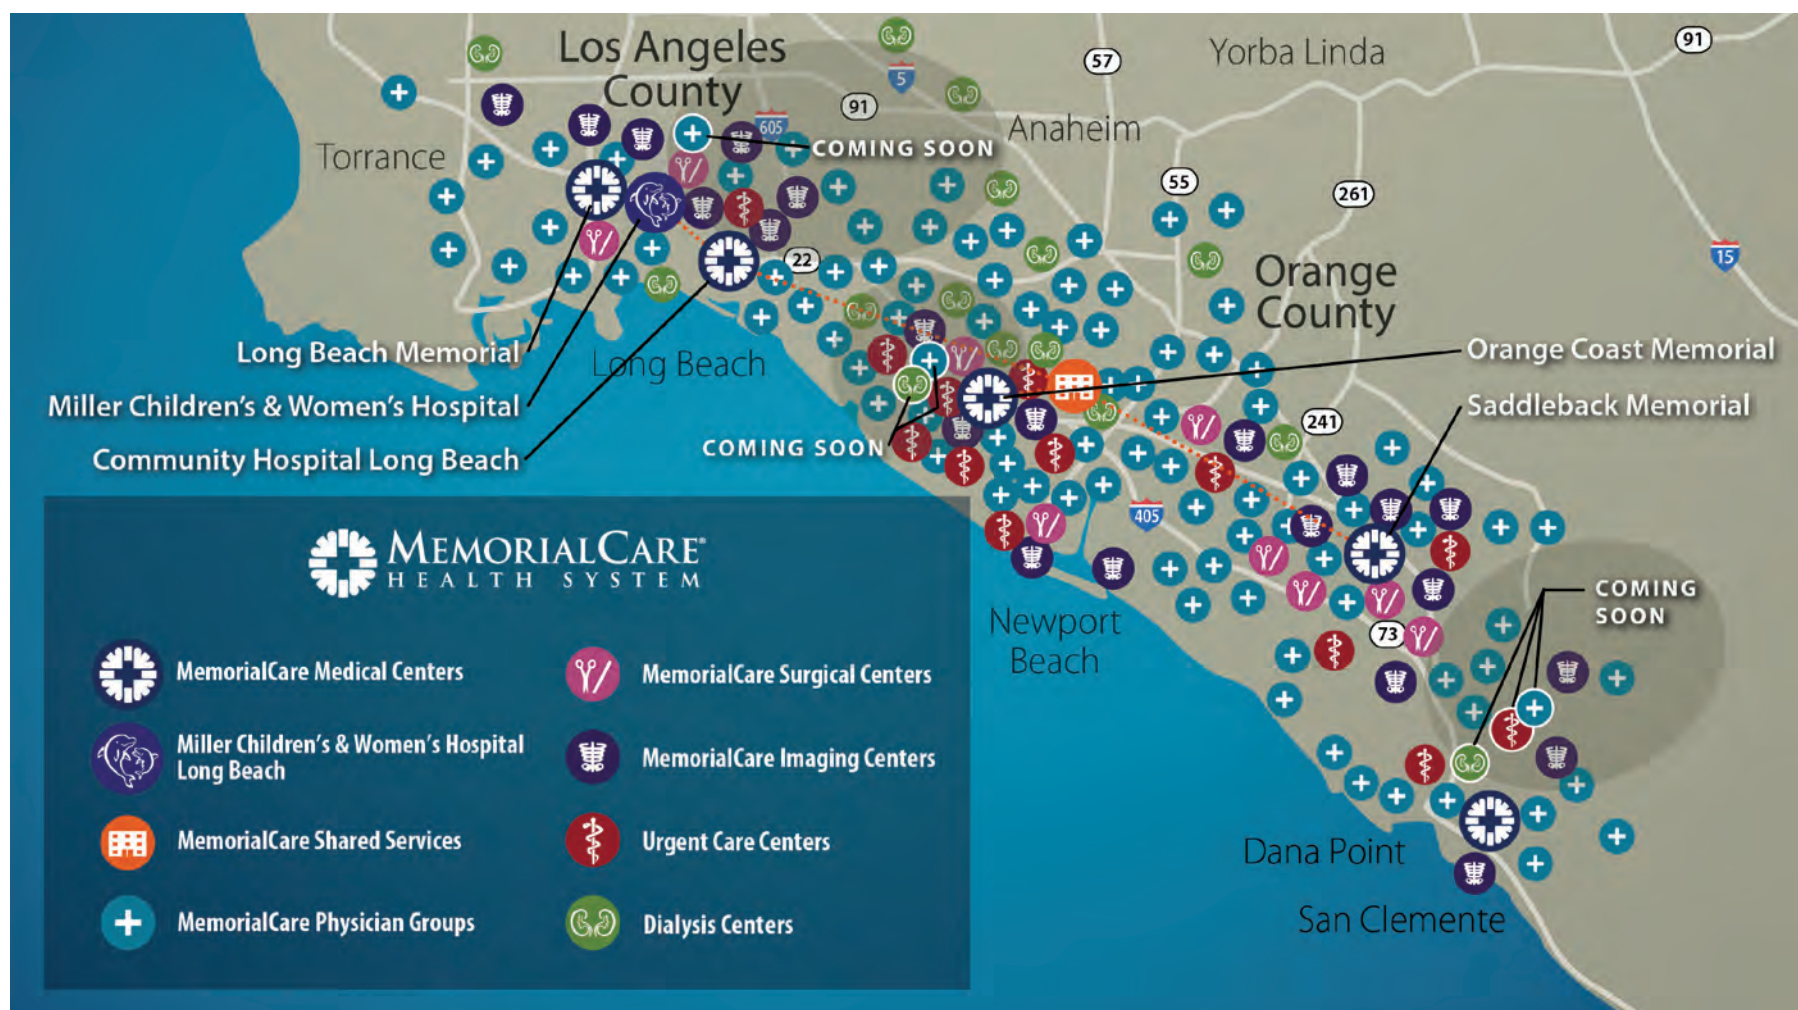 Los Angeles
County
5
57
Yorba Linda
91
91
605
Anaheim
COMING SOON
Torrance
55
261
22
15
Orange
County
Long Beach Memorial
Long Beach
Orange Coast Memorial
Miller Children's & Women's Hospital
Saddleback Memorial
241
COMING SOON
Community Hospital Long Beach
405
MEMORIALCARE®
HEALTH SYSTEM
COMING
SOON
Newport
Beach
73
MemorialCare Medical Centers
MemorialCare Surgical Centers
Miller Children's & Women's Hospital
Long Beach
MemorialCare Imaging Centers
MemorialCare Shared Services
Urgent Care Centers
Dana Point
MemorialCare Physician Groups
Dialysis Centers
San Clemente